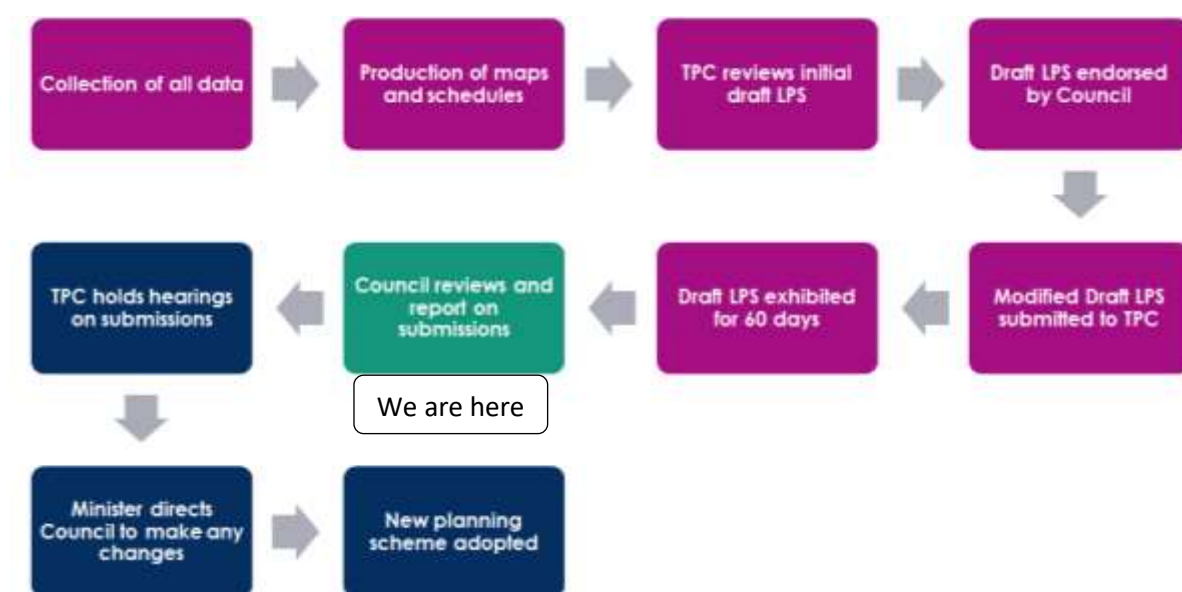 Collection of all data
Production of maps
and schedules
TPC reviews initial
draft LPS
Draft LPS endorsed
by Council
Modified Draft LPS
submitted to TPC
Draft LPS exhibited
for 60 days
Council reviews and
report on
submissions
We are here
TPC holds hearings
on submissions
Minister directs
Council to make any
changes
New planning
scheme adopted